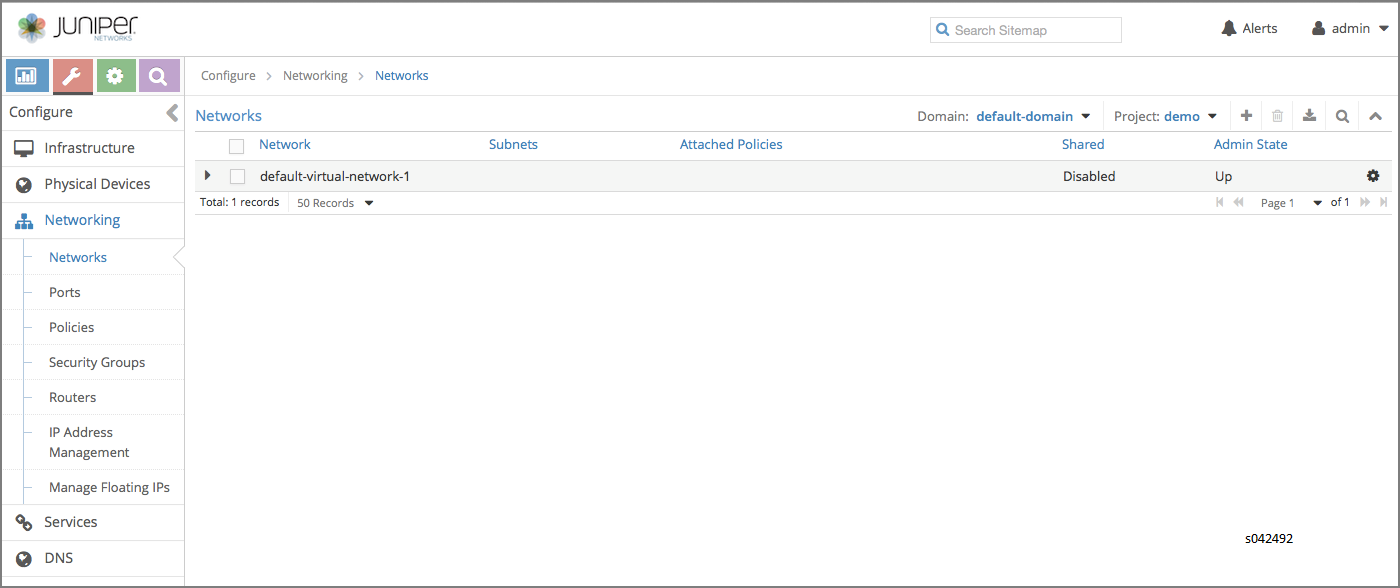 JUNIPER
NETWORKS
Search Sitemap
Alerts
admin
Configure
Networking
Networks
Configure
Infrastructure
Physical Devices
Networking
Networks
Ports
Policies
Security Groups
Routers
IP Address
Management
Manage Floating IPs
Services
DNS
Networks
Domain: default-domain
Project: demo
Network Subnets Attached Policies Shared Admin State
default-virtual-network-1 Disabled Up
Total: 1 records 50 Records Page 1 of 1
s042492